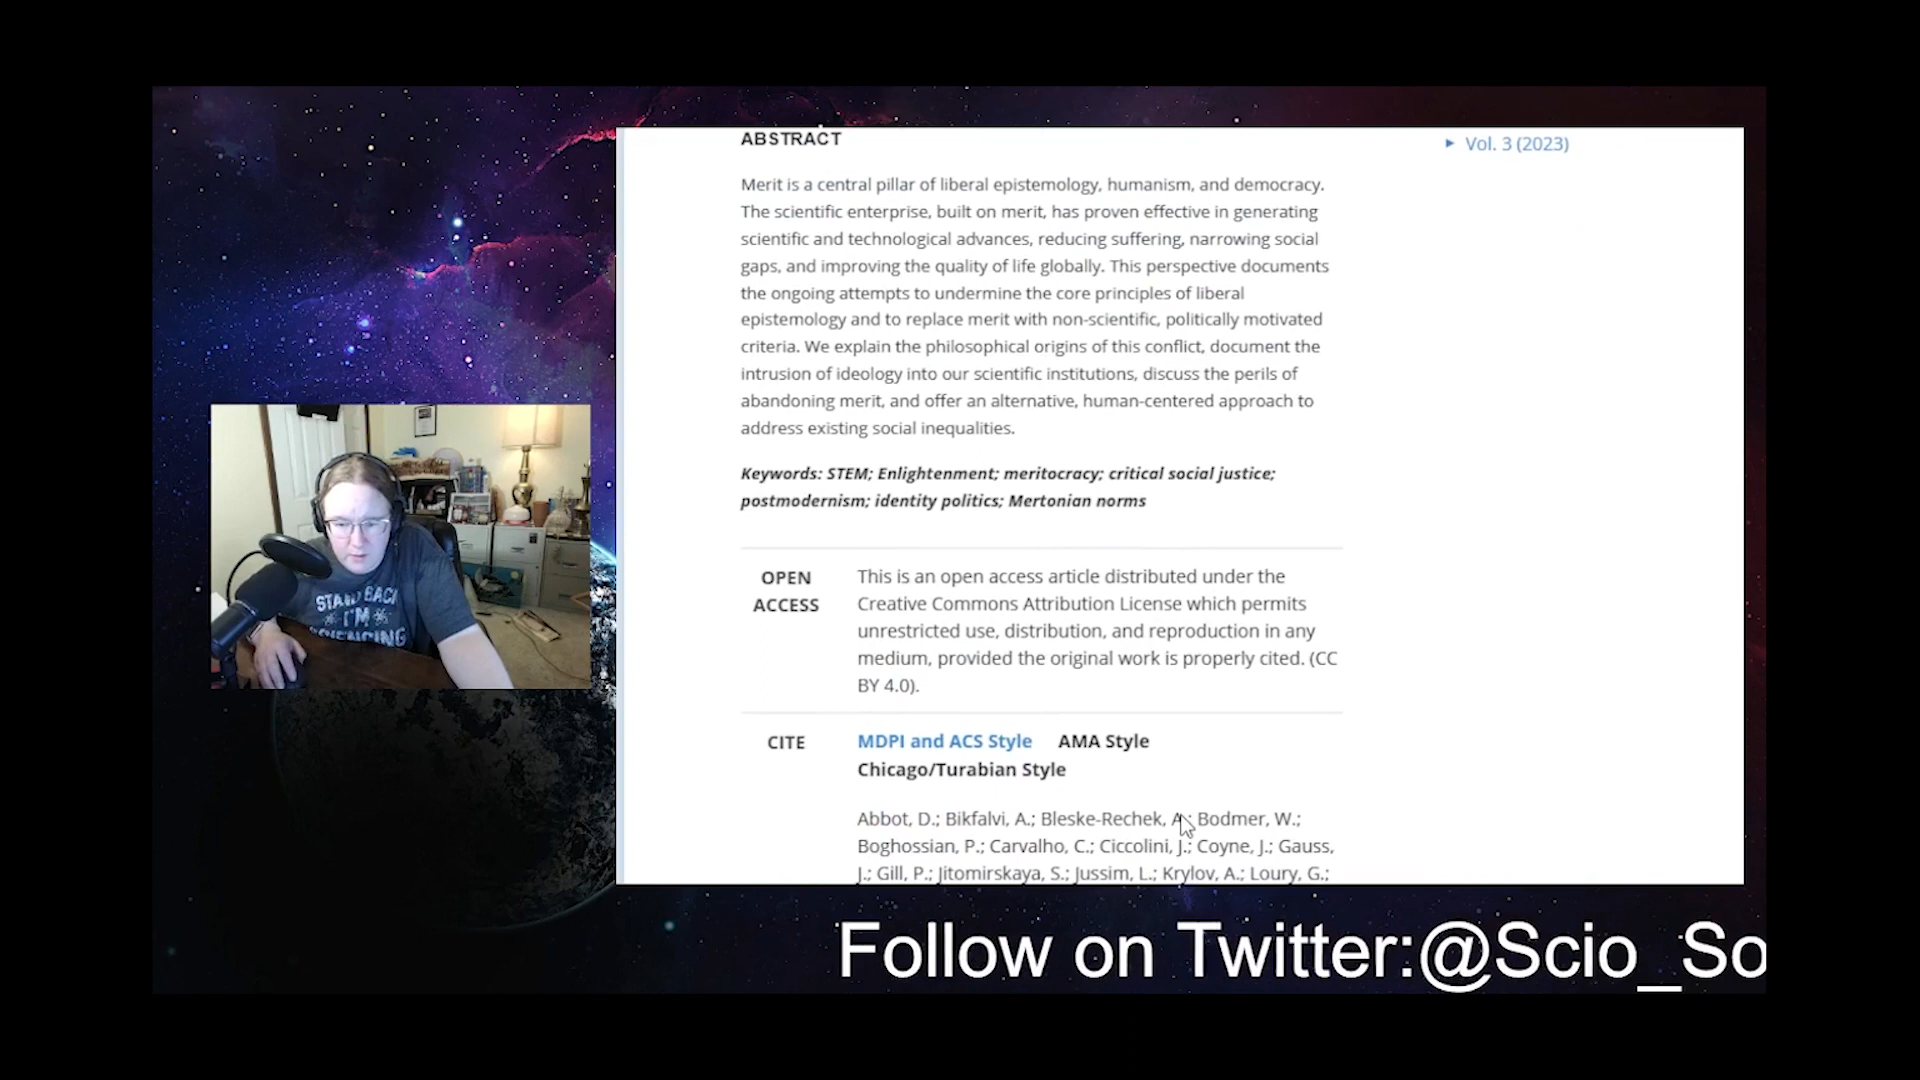 ABSTRACT
▸ Vol. 3 (2023)
Merit is a central pillar of liberal epistemology, humanism, and democracy.
The scientific enterprise, built on merit, has proven effective in generating
scientific and technological advances, reducing suffering, narrowing social
gaps, and improving the quality of life globally. This perspective documents
the ongoing attempts to undermine the core principles of liberal
epistemology and to replace merit with non-scientific, politically motivated
criteria. We explain the philosophical origins of this conflict, document the
intrusion of ideology into our scientific institutions, discuss the perils of
abandoning merit, and offer an alternative, human-centered approach to
address existing social inequalities.
Keywords: STEM; Enlightenment; meritocracy; critical social justice;
postmodernism; identity politics; Mertonian norms
OPEN
ACCESS
This is an open access article distributed under the
Creative Commons Attribution License which permits
unrestricted use, distribution, and reproduction in any
medium, provided the original work is properly cited. (CC
BY 4.0).
CITE
MDPI and ACS Style AMA Style
Chicago/Turabian Style
Abbot, D.; Bikfalvi, A.; Bleske-Rechek, A.; Bodmer, W.;
Boghossian, P.; Carvalho, C.; Ciccolini, J.; Coyne, J.; Gauss,
J.; Gill, P.; Jitomirskaya, S.; Jussim, L.; Krylov, A.; Loury, G.;
STAND BACK
I'M
SCIENCING
Follow on Twitter:@Scio_So